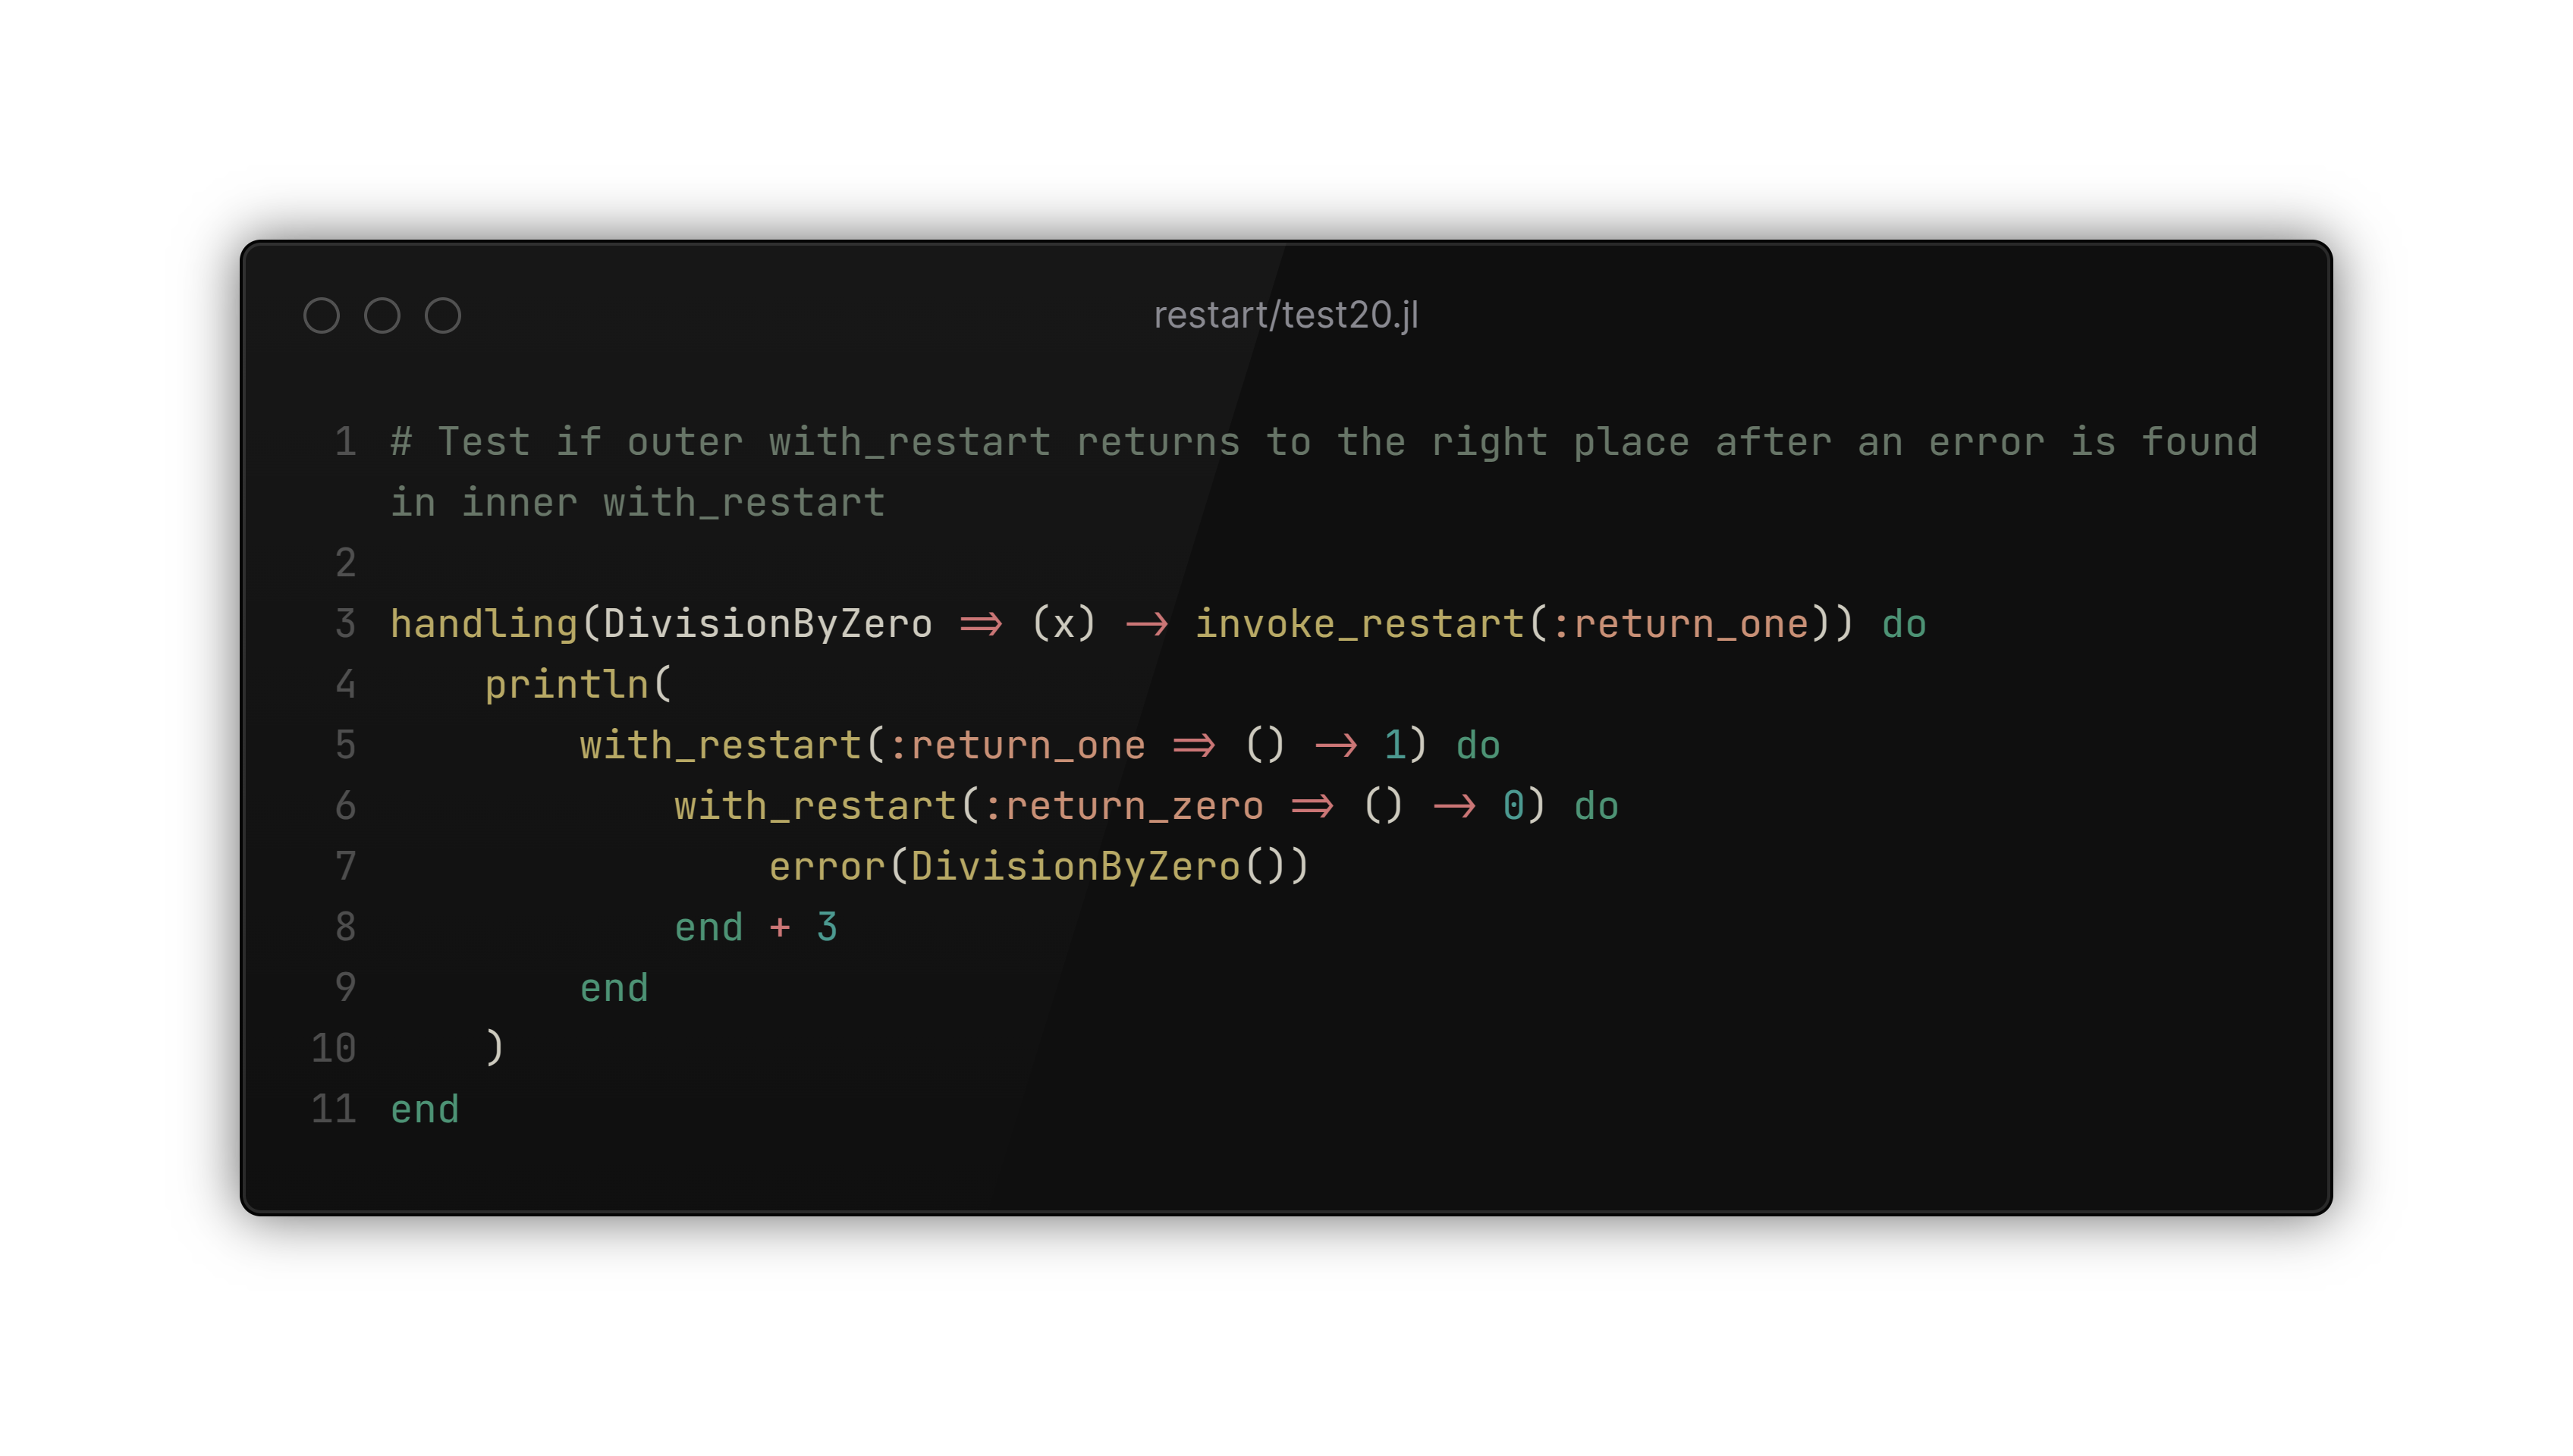 restart/test20.jl
1 # Test if outer with_restart returns to the right place after an error is found
in inner with_restart
2
3 handling(DivisionByZero => (x) -> invoke_restart(:return_one)) do
4     println(
5         with_restart(:return_one => () -> 1) do
6             with_restart(:return_zero => () -> 0) do
7                 error(DivisionByZero())
8             end + 3
9         end
10     )
11 end